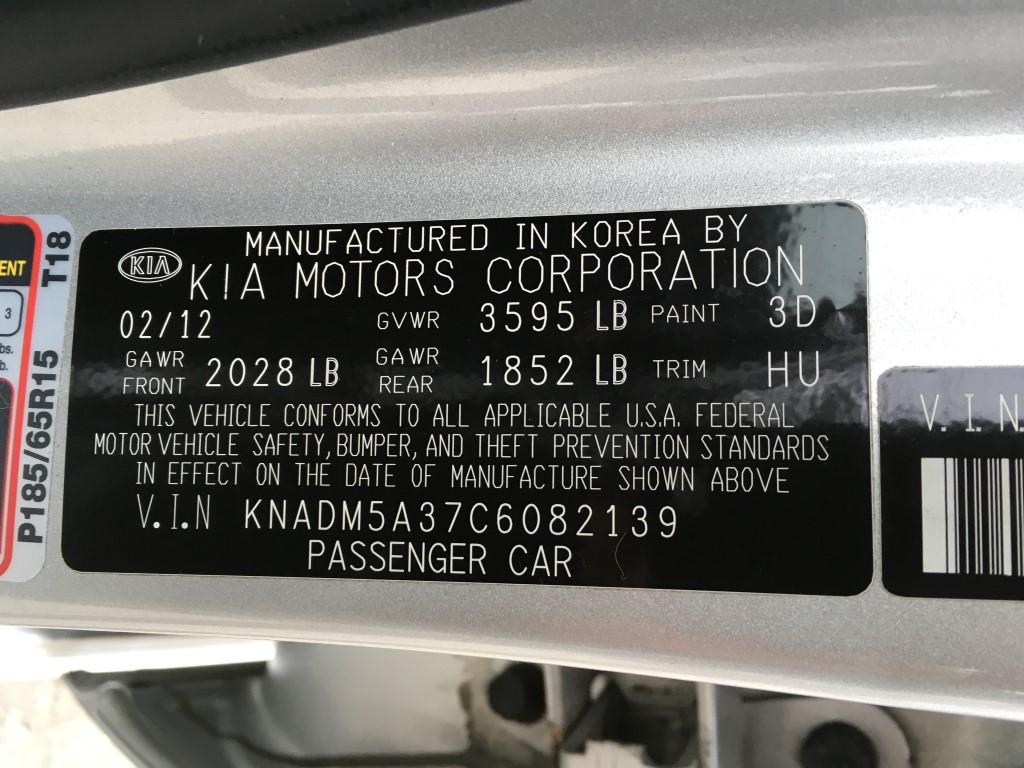 MANUFACTURED IN KOREA BY
KIA KIA MOTORS CORPORATION
02/12 GVWR 3595 LB PAINT 3D
GAWR FRONT 2028 LB GAWR REAR 1852 LB TRIM HU
THIS VEHICLE CONFORMS TO ALL APPLICABLE U.S.A. FEDERAL
MOTOR VEHICLE SAFETY, BUMPER, AND THEFT PREVENTION STANDARDS
IN EFFECT ON THE DATE OF MANUFACTURE SHOWN ABOVE
V.I.N KNADM5A37C6082139
PASSENGER CAR
P185/65R15 T18
ENT
3
bs.
b.
V.I.N